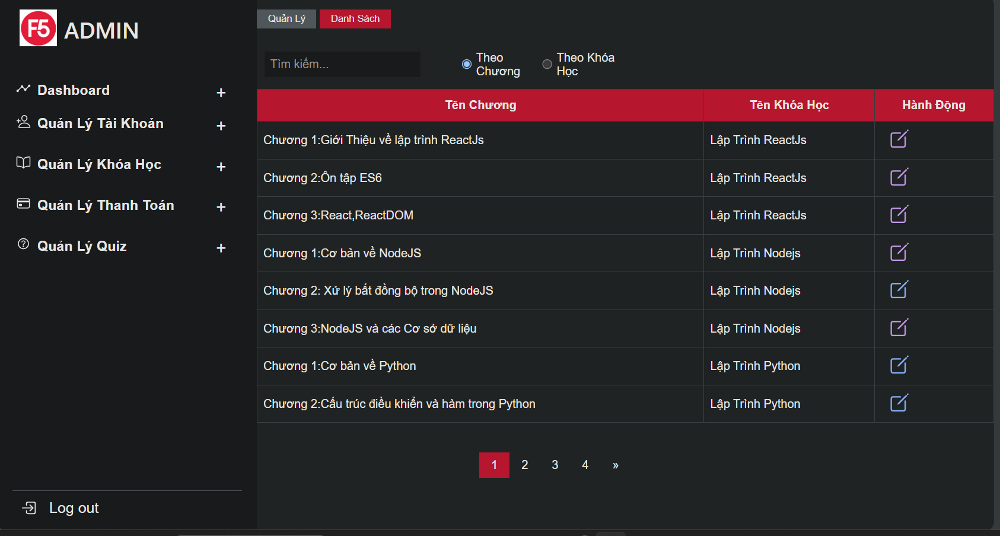 F5 ADMIN
Dashboard +
Quản Lý Tài Khoản +
Quản Lý Khóa Học +
Quản Lý Thanh Toán +
Quản Lý Quiz +
Log out
Quản Lý Danh Sách
Tìm kiếm...
Theo Chương
Theo Khóa Học
Tên Chương Tên Khóa Học Hành Động
Chương 1:Giới Thiệu về lập trình ReactJs Lập Trình ReactJs
Chương 2:Ôn tập ES6 Lập Trình ReactJs
Chương 3:React,ReactDOM Lập Trình ReactJs
Chương 1:Cơ bản về NodeJS Lập Trình Nodejs
Chương 2: Xử lý bất đồng bộ trong NodeJS Lập Trình Nodejs
Chương 3:NodeJS và các Cơ sở dữ liệu Lập Trình Nodejs
Chương 1:Cơ bản về Python Lập Trình Python
Chương 2:Cấu trúc điều khiển và hàm trong Python Lập Trình Python
1 2 3 4 »